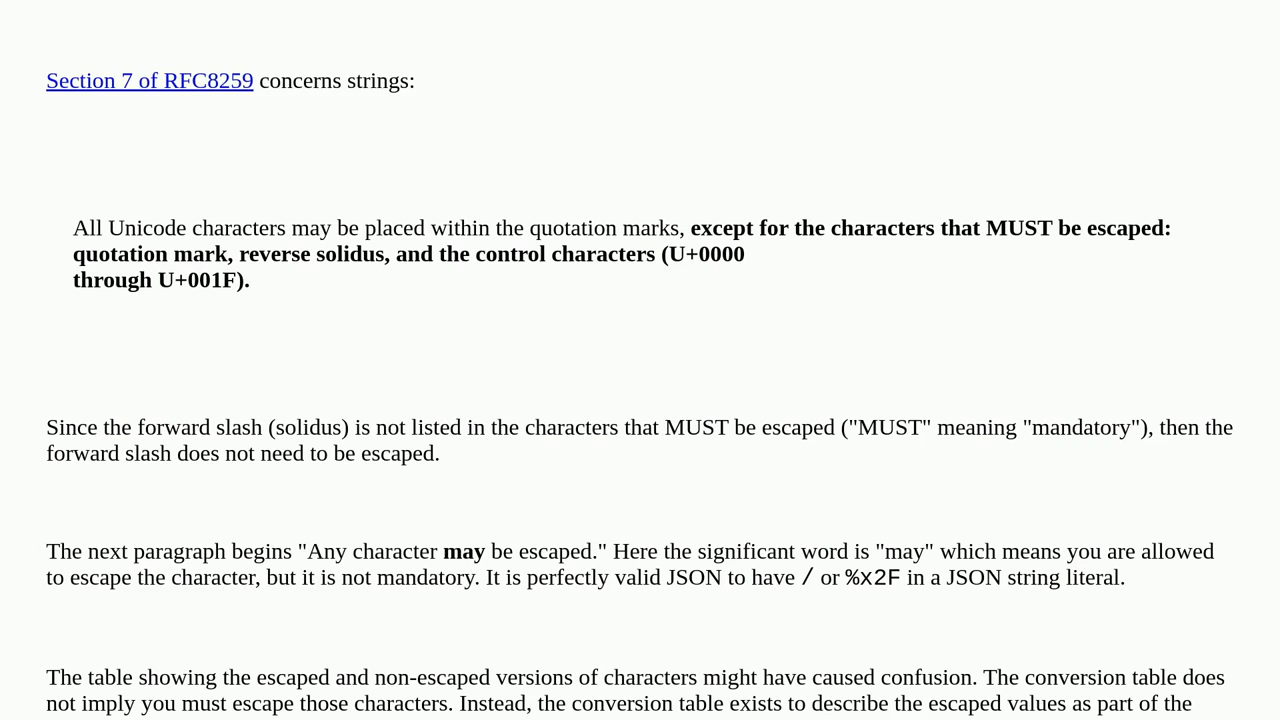 Section 7 of RFC8259 concerns strings:
All Unicode characters may be placed within the quotation marks, except for the characters that MUST be escaped:
quotation mark, reverse solidus, and the control characters (U+0000
through U+001F).
Since the forward slash (solidus) is not listed in the characters that MUST be escaped ("MUST" meaning "mandatory"), then the
forward slash does not need to be escaped.
The next paragraph begins "Any character may be escaped." Here the significant word is "may" which means you are allowed
to escape the character, but it is not mandatory. It is perfectly valid JSON to have / or %x2F in a JSON string literal.
The table showing the escaped and non-escaped versions of characters might have caused confusion. The conversion table does
not imply you must escape those characters. Instead, the conversion table exists to describe the escaped values as part of the